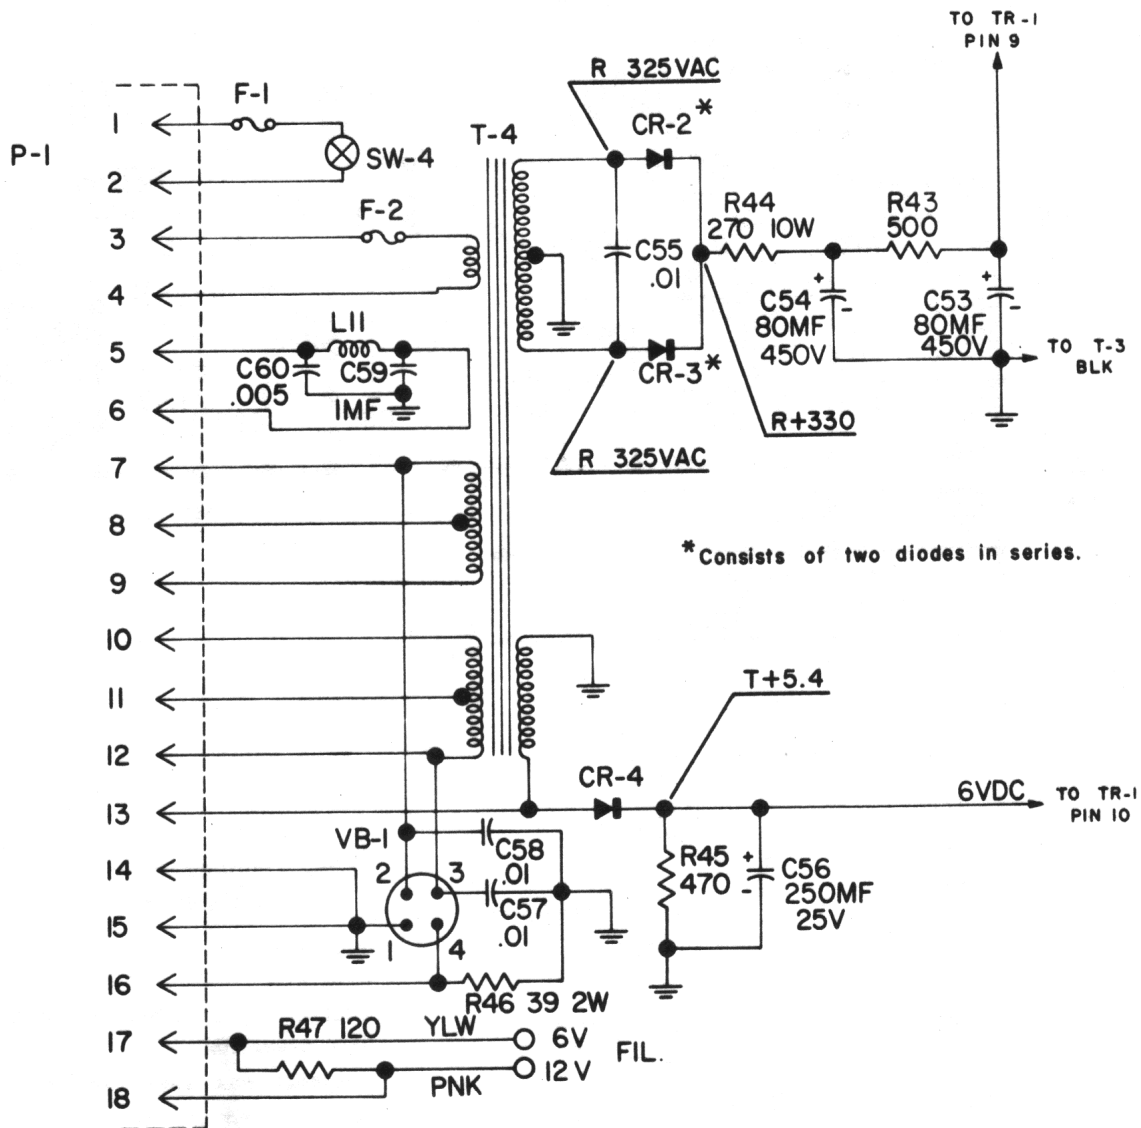 TO TR-1
PIN 9
R 325VAC
F-1
CR-2*
P-1
1
T-4
SW-4
2
F-2
R44
270 10W
R43
500
3
C55
.01
4
C54
80MF
450V
C53
80MF
450V
L11
5
C60
.005
C59
CR-3*
TO T-3
BLK
6
1MF
R+330
R 325VAC
7
8
*Consists of two diodes in series.
9
10
11
T+5.4
12
CR-4
6VDC
TO TR-1
PIN 10
13
VB-1
C58
.01
14
2
3
R45
470
C56
250MF
25V
C57
.01
15
1
4
16
R46 39 2W
17
R47 120
YLW
6V
FIL.
12V
PNK
18